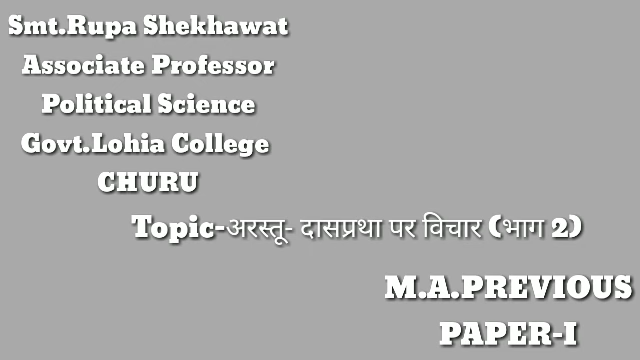 Smt.Rupa Shekhawat
Associate Professor
Political Science
Govt.Lohia College
CHURU
Topic-अरस्तू- दासप्रथा पर विचार (भाग 2)
M.A.PREVIOUS
PAPER-I